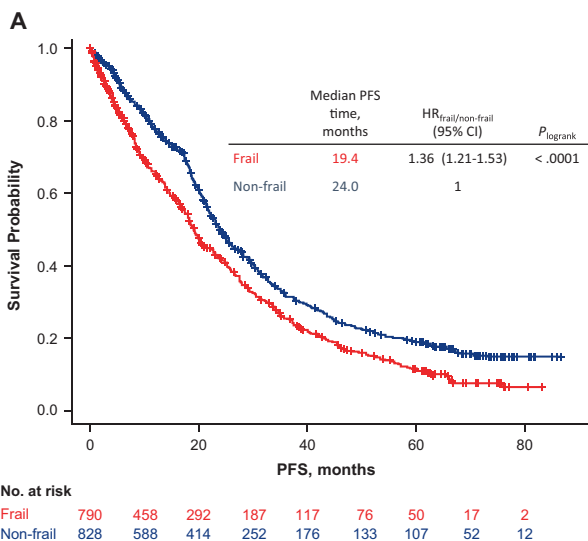 A
Median PFS time, months
HR frail/non-frail (95% CI)
P logrank
Frail 19.4 1.36 (1.21-1.53) < .0001
Non-frail 24.0 1
Survival Probability
1.0
0.8
0.6
0.4
0.2
0.0
0 20 40 60 80
PFS, months
No. at risk
Frail 790 458 292 187 117 76 50 17 2
Non-frail 828 588 414 252 176 133 107 52 12